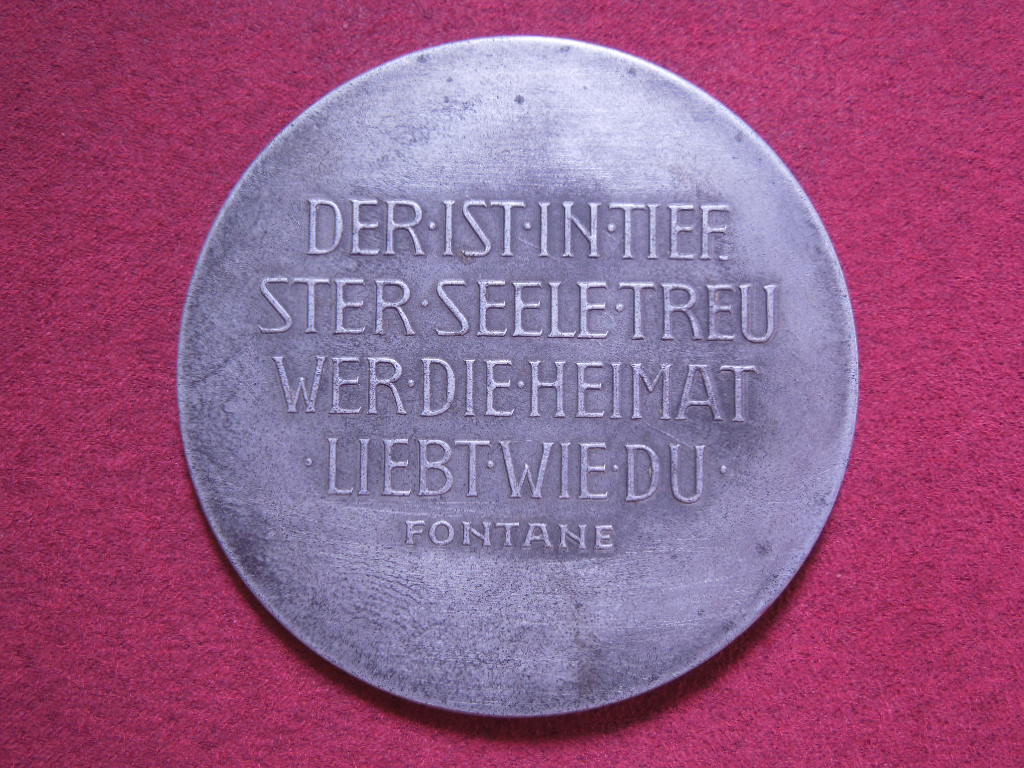 DER·IST·IN·TIEF
STER·SEELE·TREU
WER·DIE·HEIMAT
·LIEBT·WIE·DU·
FONTANE